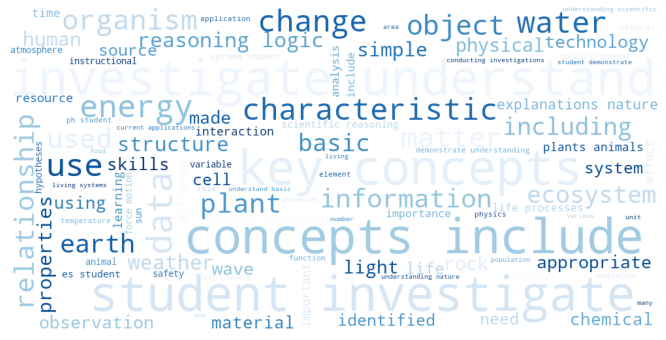 time
application
area
understanding scientific
organism
change
object
water
natural
human
reasoning logic
physical
technology
atmosphere
source
simple
instructional
analysis
include
systems student
conducting investigations
student demonstrate
investigate understand
resource
energy
characteristic
explanations nature
ph student
made
scientific reasoning
including
current applications
interaction
used
structure
basic
matter
demonstrate understanding
plants animals
effect
relationship
hypotheses
food
use
skills
variable
living
key concepts
system
living systems
cell
understand basic
element
ecosystem
using
learning
force motion
sun
data
plant
information
life processes
processes
temperature
number
importance
physics
various
unit
properties
earth
concepts include
animal
weather
function
population
es student
safety
wave
important
light
life
rock
appropriate
understanding nature
student investigate
many
observation
material
identified
need
chemical